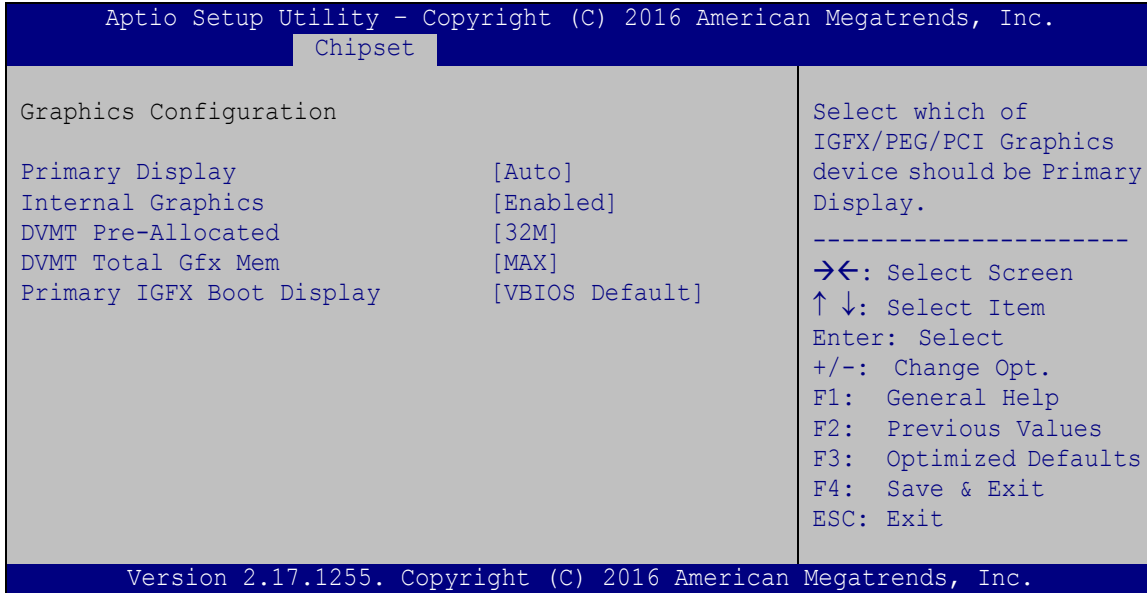 Aptio Setup Utility – Copyright (C) 2016 American Megatrends, Inc.
Chipset
Graphics Configuration
Primary Display [Auto]
Internal Graphics [Enabled]
DVMT Pre-Allocated [32M]
DVMT Total Gfx Mem [MAX]
Primary IGFX Boot Display [VBIOS Default]
Select which of
IGFX/PEG/PCI Graphics
device should be Primary
Display.
----------------------
→←: Select Screen
↑ ↓: Select Item
Enter: Select
+/-: Change Opt.
F1: General Help
F2: Previous Values
F3: Optimized Defaults
F4: Save & Exit
ESC: Exit
Version 2.17.1255. Copyright (C) 2016 American Megatrends, Inc.